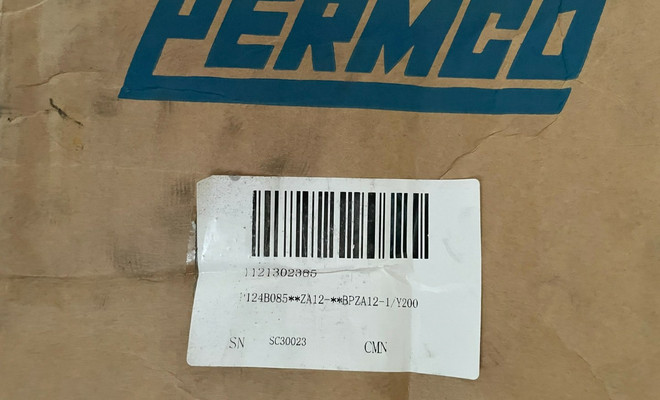 PERMCO
1121302385
P124B085**ZA12-**BPZA12-1/Y200
SN SC30023 CMN